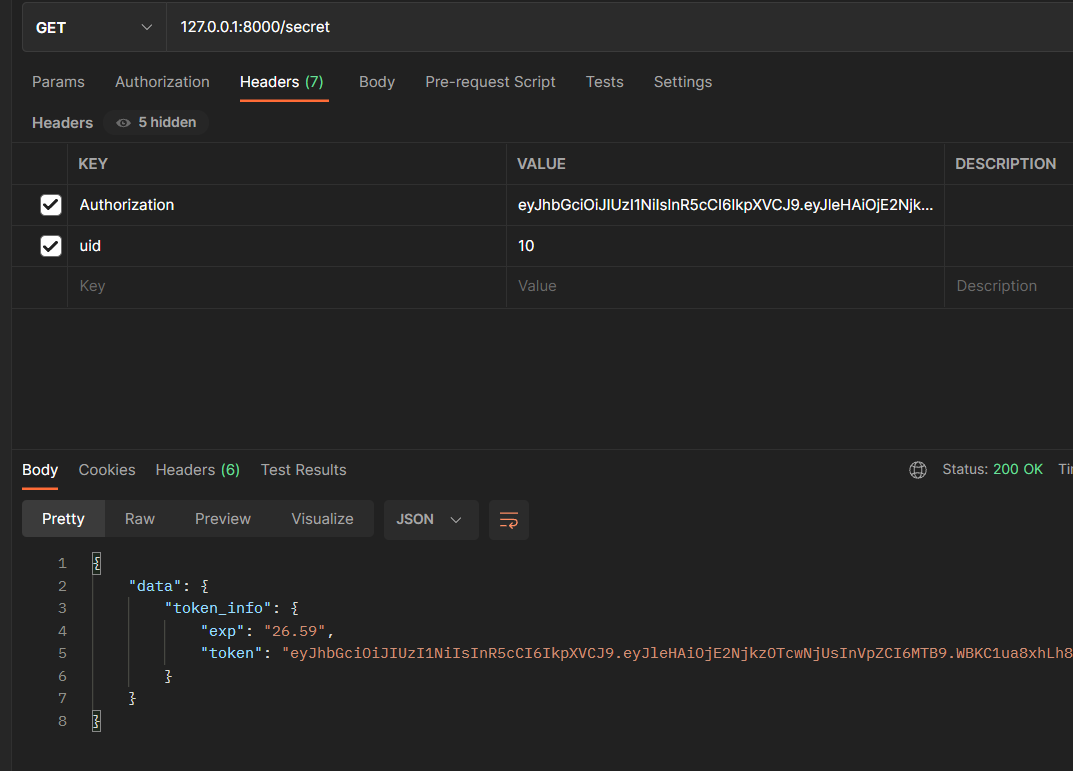 GET 127.0.0.1:8000/secret
Params Authorization Headers (7) Body Pre-request Script Tests Settings
Headers 5 hidden
KEY VALUE DESCRIPTION
Authorization eyJhbGciOiJIUzI1NiIsInR5cCI6IkpXVCJ9.eyJleHAiOjE2Njk...
uid 10
Key Value Description
Body Cookies Headers (6) Test Results Status: 200 OK Ti
Pretty Raw Preview Visualize JSON
1 {
2 "data": {
3 "token_info": {
4 "exp": "26.59",
5 "token": "eyJhbGciOiJIUzI1NiIsInR5cCI6IkpXVCJ9.eyJleHAiOjE2NjkzOTcwNjUsInVpZCI6MTB9.WBKC1ua8xhLh8
6 }
7 }
8 }